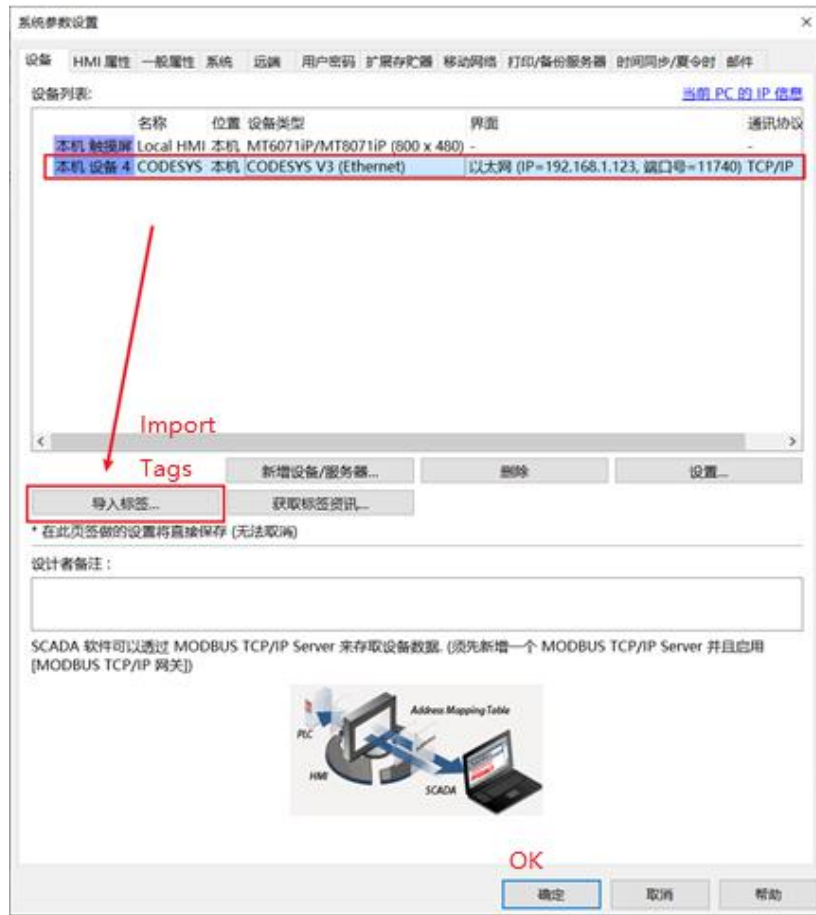 系统参数设置
设备 HMI 属性 一般属性 系统 远端 用户密码 扩展存贮器 移动网络 打印/备份服务器 时间同步/夏令时 邮件
设备列表: 当前 PC 的 IP 信息
名称 位置 设备类型 界面 通讯协议
本机 触摸屏 Local HMI 本机 MT6071iP/MT8071iP (800 x 480) - -
本机 设备 4 CODESYS 本机 CODESYS V3 (Ethernet) 以太网 (IP=192.168.1.123, 端口号=11740) TCP/IP
Import
Tags
新增设备/服务器... 删除 设置...
导入标签... 获取标签资讯...
* 在此页签做的设置将直接保存 (无法取消)
设计者备注 :
SCADA 软件可以透过 MODBUS TCP/IP Server 来存取设备数据. (须先新增一个 MODBUS TCP/IP Server 并且启用
[MODBUS TCP/IP 网关])
Address Mapping Table
PLC
HMI
SCADA
OK
确定 取消 帮助